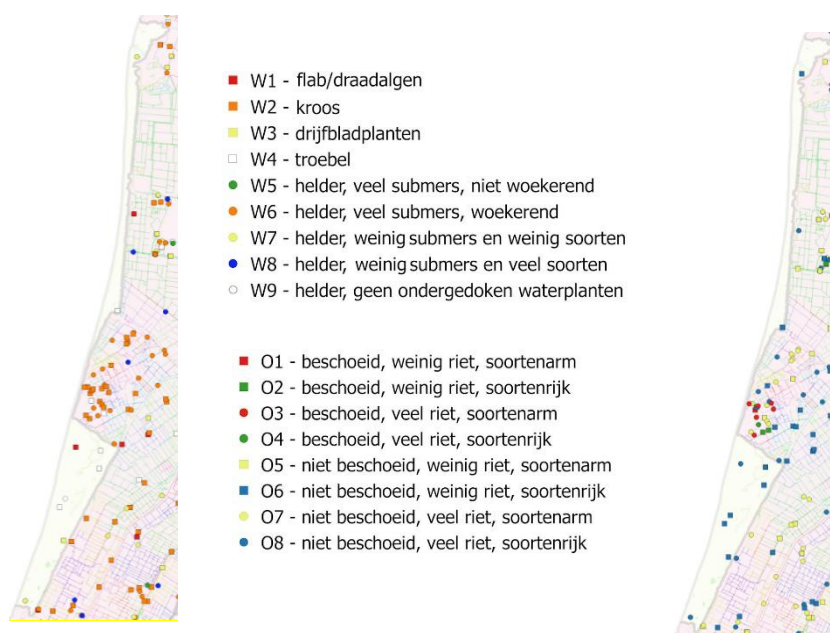 W1 - flab/draadalgen
W2 - kroos
W3 - drijfbladplanten
W4 - troebel
W5 - helder, veel submers, niet woekerend
W6 - helder, veel submers, woekerend
W7 - helder, weinig submers en weinig soorten
W8 - helder, weinig submers en veel soorten
W9 - helder, geen ondergedoken waterplanten
O1 - beschoeid, weinig riet, soortenarm
O2 - beschoeid, weinig riet, soortenrijk
O3 - beschoeid, veel riet, soortenarm
O4 - beschoeid, veel riet, soortenrijk
O5 - niet beschoeid, weinig riet, soortenarm
O6 - niet beschoeid, weinig riet, soortenrijk
O7 - niet beschoeid, veel riet, soortenarm
O8 - niet beschoeid, veel riet, soortenrijk